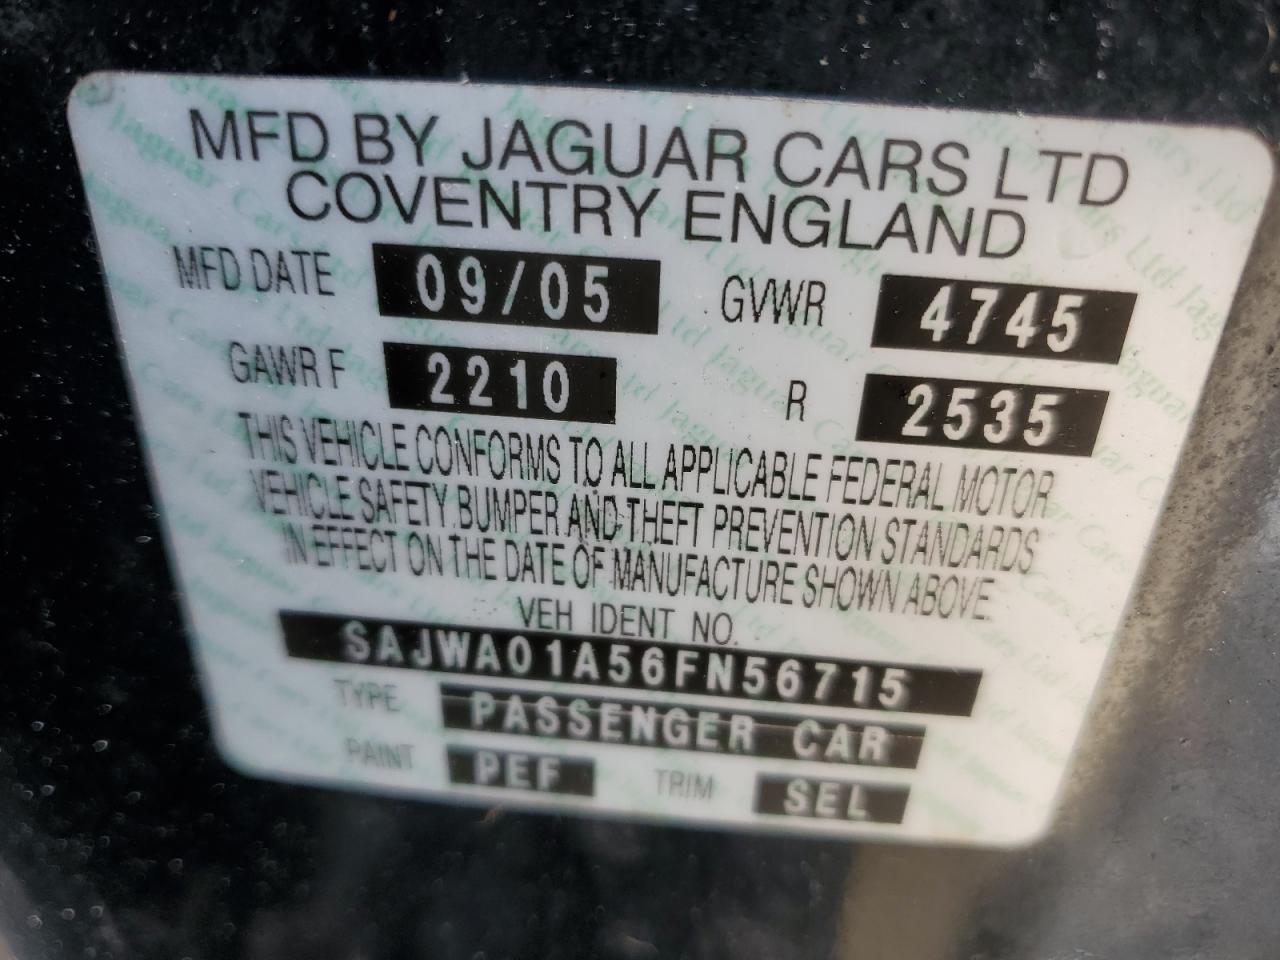 MFD BY JAGUAR CARS LTD
COVENTRY ENGLAND
MFD DATE 09/05 GVWR 4745
GAWR F 2210 R 2535
THIS VEHICLE CONFORMS TO ALL APPLICABLE FEDERAL MOTOR
VEHICLE SAFETY BUMPER AND THEFT PREVENTION STANDARDS
IN EFFECT ON THE DATE OF MANUFACTURE SHOWN ABOVE.
VEH IDENT NO.
SAJWA01A56FN56715
TYPE PASSENGER CAR
PAINT PEF TRIM SEL